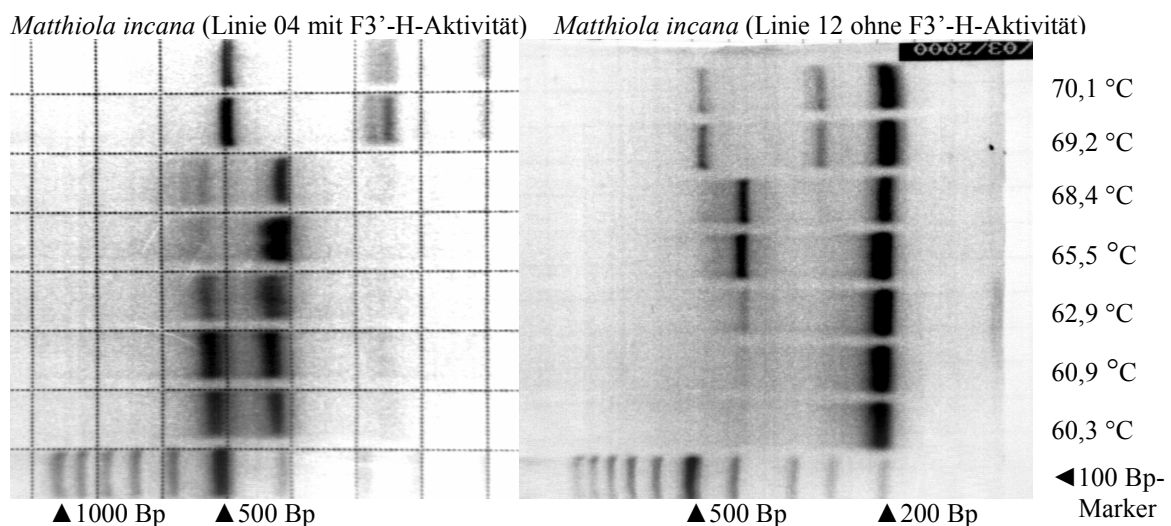 Matthiola incana (Linie 04 mit F3’-H-Aktivität)
Matthiola incana (Linie 12 ohne F3’-H-Aktivität)
/03/2000
70,1 °C
69,2 °C
68,4 °C
65,5 °C
62,9 °C
60,9 °C
60,3 °C
◄100 Bp-
Marker
▲1000 Bp
▲500 Bp
▲500 Bp
▲200 Bp